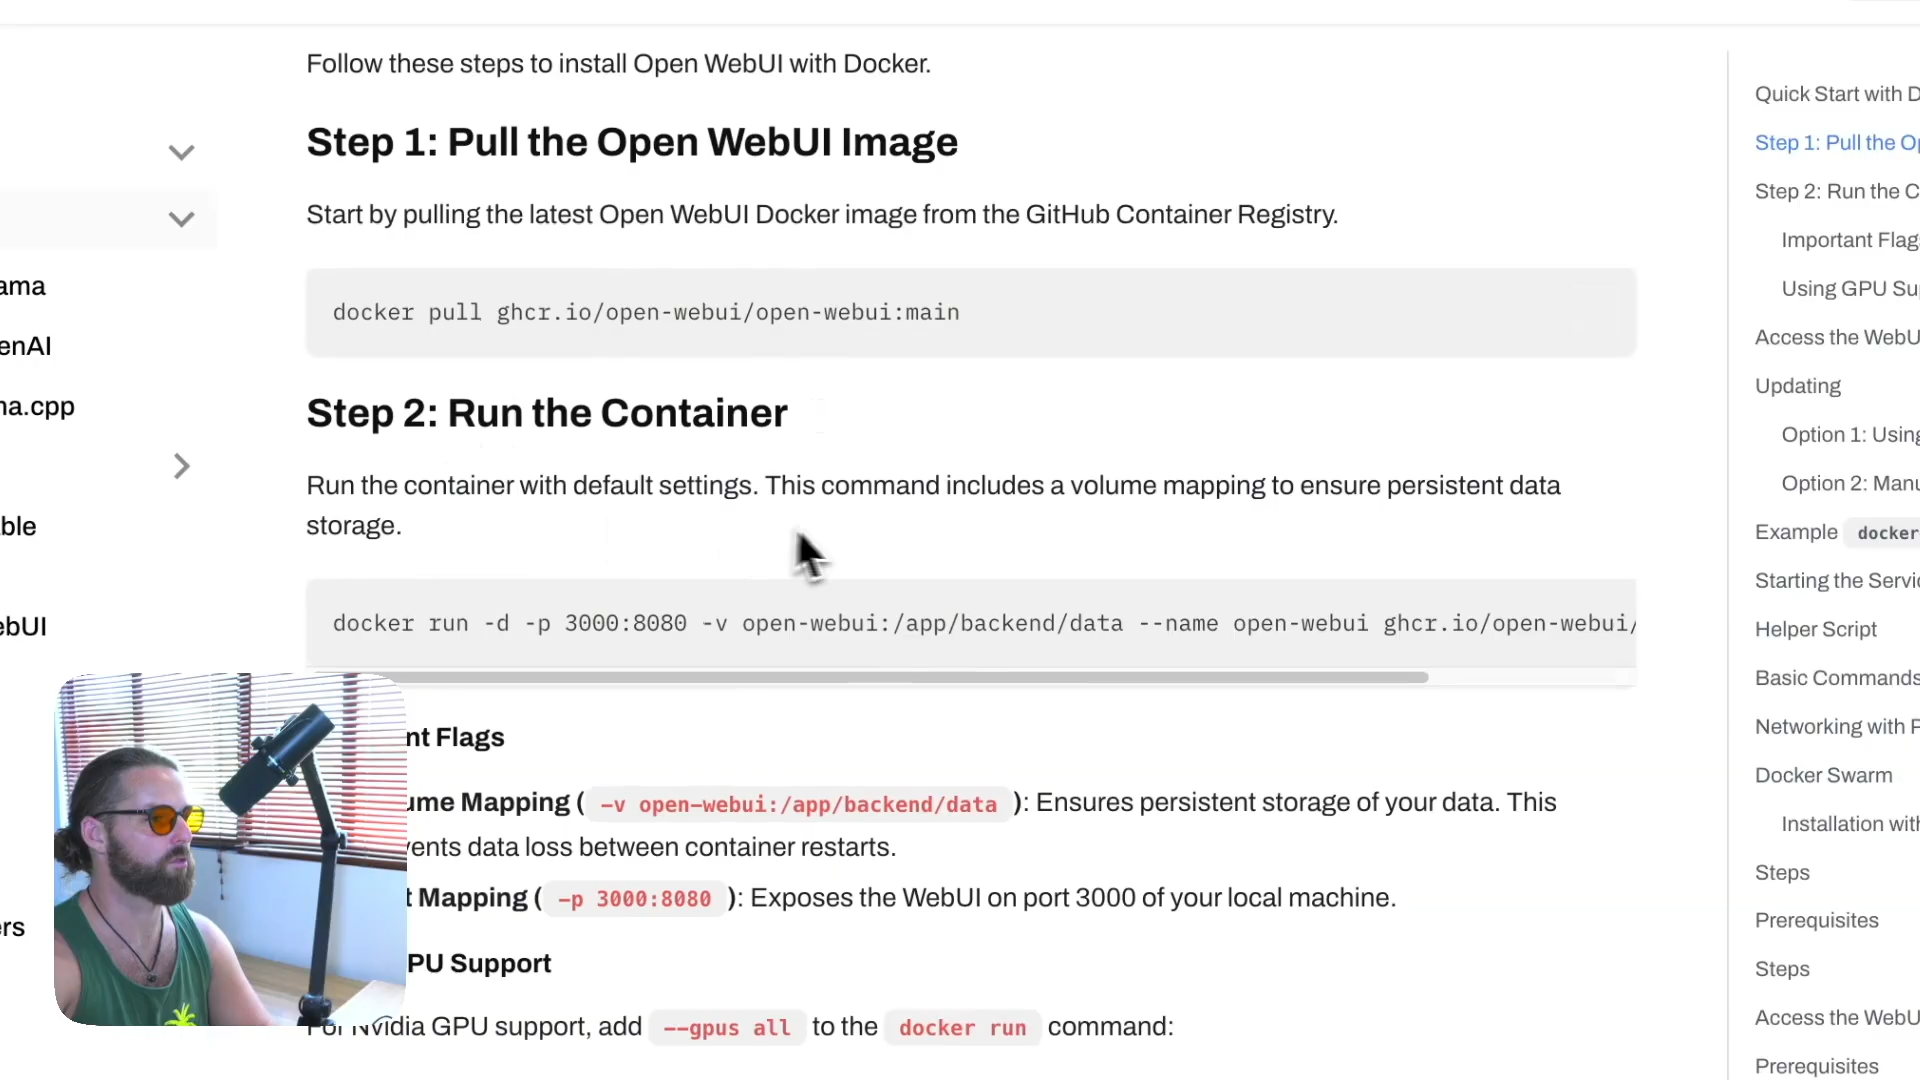 Follow these steps to install Open WebUI with Docker.
Step 1: Pull the Open WebUI Image
Start by pulling the latest Open WebUI Docker image from the GitHub Container Registry.
docker pull ghcr.io/open-webui/open-webui:main
Step 2: Run the Container
Run the container with default settings. This command includes a volume mapping to ensure persistent data
storage.
docker run -d -p 3000:8080 -v open-webui:/app/backend/data --name open-webui ghcr.io/open-webui/
nt Flags
ume Mapping ( -v open-webui:/app/backend/data ): Ensures persistent storage of your data. This
ents data loss between container restarts.
t Mapping ( -p 3000:8080 ): Exposes the WebUI on port 3000 of your local machine.
PU Support
For Nvidia GPU support, add --gpus all to the docker run command:
ama
enAI
na.cpp
ble
ebUI
ers
Quick Start with D
Step 1: Pull the Op
Step 2: Run the C
Important Flags
Using GPU Su
Access the WebU
Updating
Option 1: Using
Option 2: Manu
Example docker
Starting the Servic
Helper Script
Basic Commands
Networking with P
Docker Swarm
Installation with
Steps
Prerequisites
Steps
Access the WebU
Prerequisites